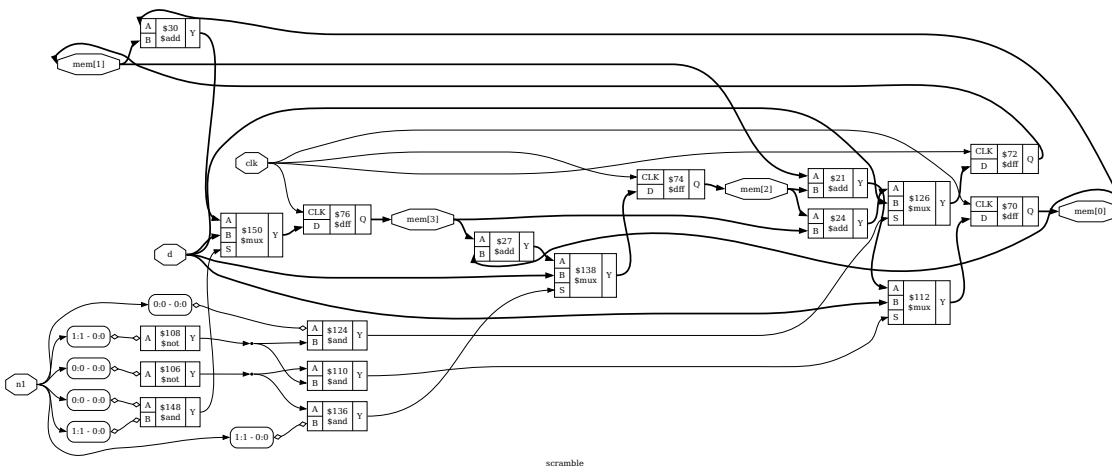 A
B
$30
$add
Y
mem[1]
clk
CLK
D
$72
$dff
Q
CLK
D
$74
$dff
Q
mem[2]
A
B
$21
$add
Y
A
B
S
$126
$mux
Y
CLK
D
$70
$dff
Q
mem[0]
A
B
S
$150
$mux
Y
CLK
D
$76
$dff
Q
mem[3]
A
B
$24
$add
Y
d
A
B
$27
$add
Y
A
B
S
$138
$mux
Y
A
B
S
$112
$mux
Y
0:0 - 0:0
1:1 - 0:0
A
$108
$not
Y
A
B
$124
$and
Y
0:0 - 0:0
A
$106
$not
Y
A
B
$110
$and
Y
n1
0:0 - 0:0
1:1 - 0:0
A
B
$148
$and
Y
A
B
$136
$and
Y
1:1 - 0:0
scramble